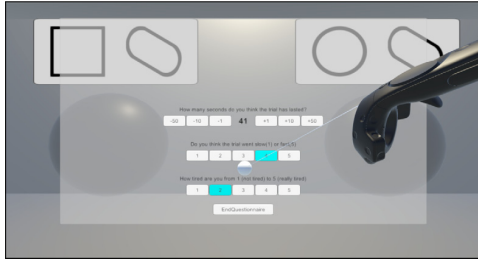 How many seconds do you think the trial has lasted?
-50 -10 -1 41 +1 +10 +50
Do you think the trial went slow(1) or
1 2 3 5
How tired are you from 1 (not tired) to 5 (really tired)
1 2 3 4 5
EndQuestionnaire